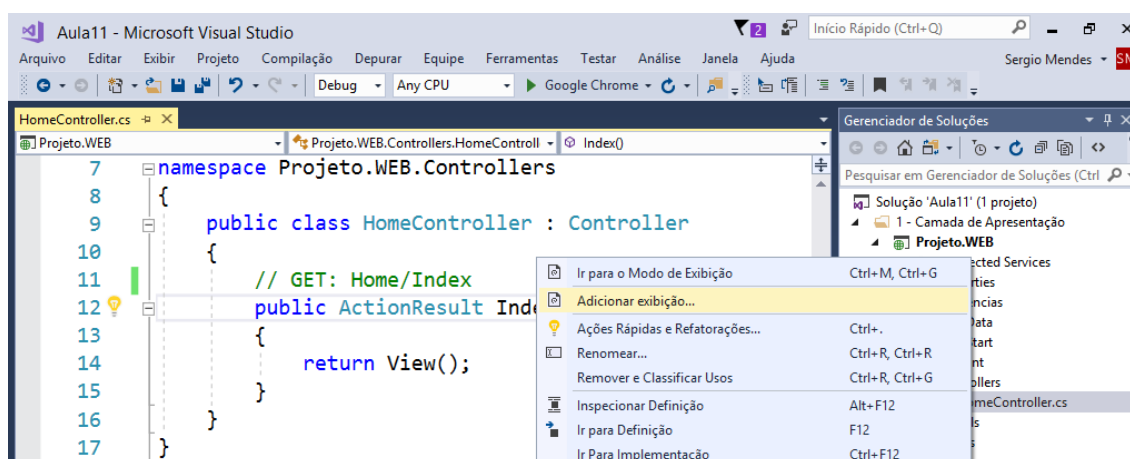 Aula11 - Microsoft Visual Studio
2
Início Rápido (Ctrl+Q)
Arquivo Editar Exibir Projeto Compilação Depurar Equipe Ferramentas Testar Análise Janela Ajuda
Sergio Mendes
SM
Debug Any CPU Google Chrome
HomeController.cs
Gerenciador de Soluções
Projeto.WEB Projeto.WEB.Controllers.HomeControll Index()
Pesquisar em Gerenciador de Soluções (Ctrl
Solução 'Aula11' (1 projeto)
1 - Camada de Apresentação
Projeto.WEB
ected Services
rties
ncias
Data
tart
nt
ollers
omeController.cs
ls
s
7 namespace Projeto.WEB.Controllers
8 {
9 public class HomeController : Controller
10 {
11 // GET: Home/Index
12 public ActionResult Inde
13 {
14 return View();
15 }
16 }
17 }
Ir para o Modo de Exibição Ctrl+M, Ctrl+G
Adicionar exibição...
Ações Rápidas e Refatorações... Ctrl+.
Renomear... Ctrl+R, Ctrl+R
Remover e Classificar Usos Ctrl+R, Ctrl+G
Inspecionar Definição Alt+F12
Ir para Definição F12
Ir Para Implementação Ctrl+F12